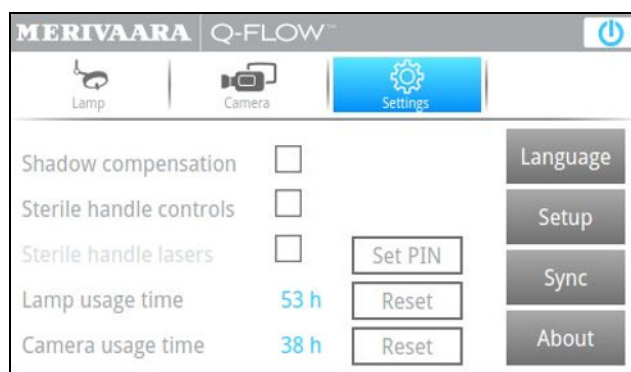 MERIVAARA Q-FLOW™
Lamp Camera Settings
Shadow compensation
Language
Sterile handle controls
Setup
Sterile handle lasers Set PIN
Sync
Lamp usage time 53 h Reset
Camera usage time 38 h Reset
About